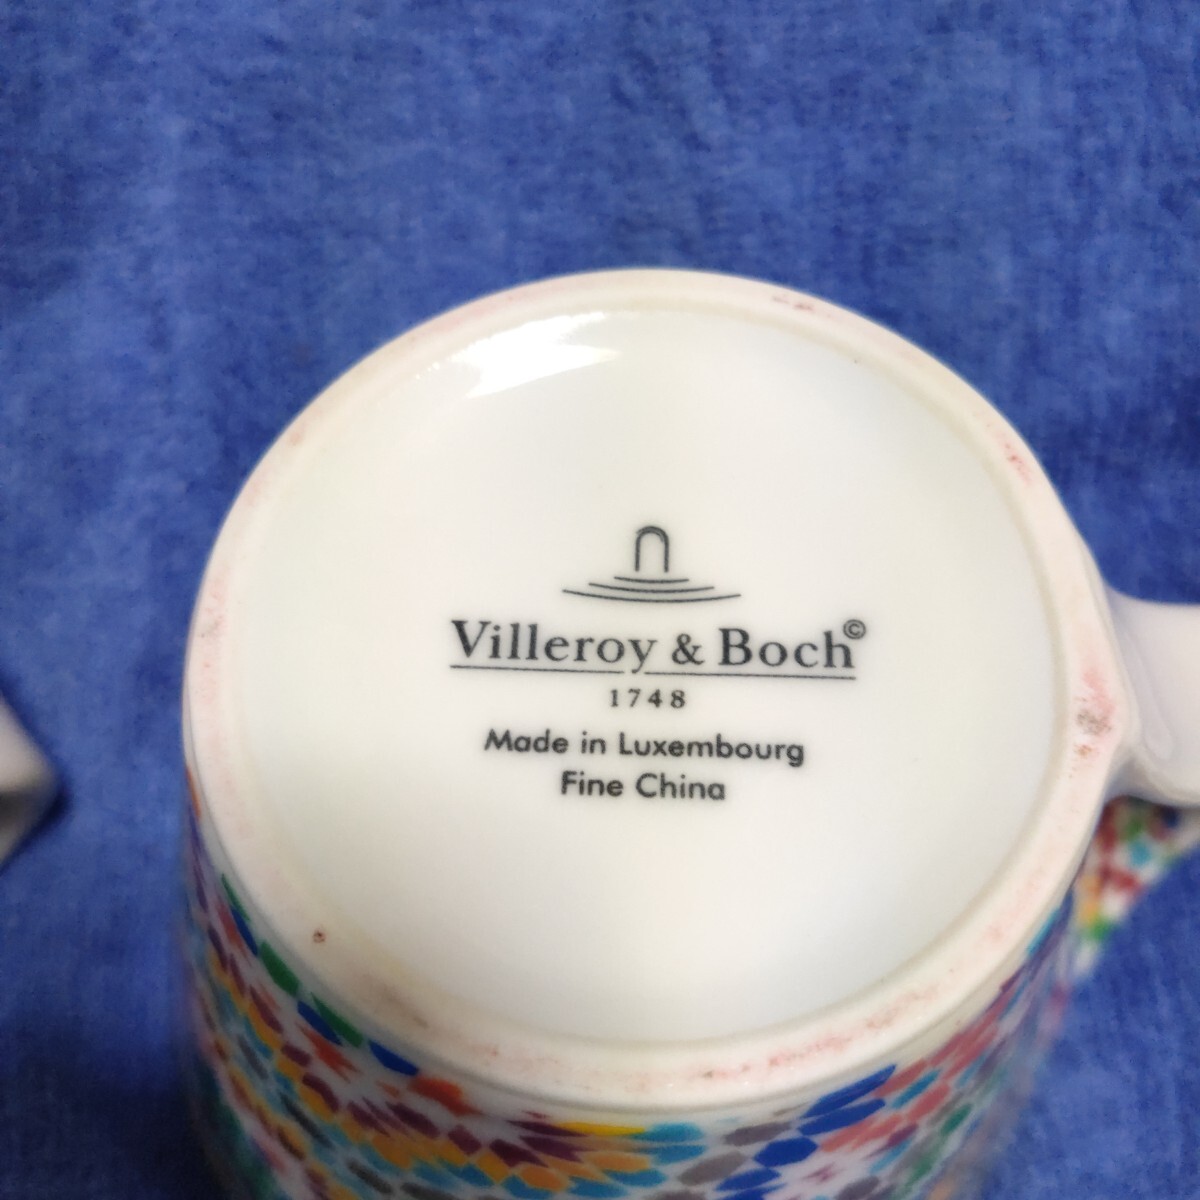 Villeroy & Boch©
1748
Made in Luxembourg
Fine China